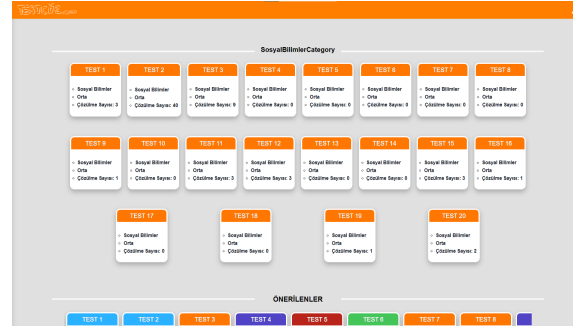 SosyalBilimlerCategory
TEST 1 TEST 2 TEST 3 TEST 4 TEST 5 TEST 6 TEST 7 TEST 8
Sosyal Bilimler Sosyal Bilimler Sosyal Bilimler Sosyal Bilimler Sosyal Bilimler Sosyal Bilimler Sosyal Bilimler Sosyal Bilimler
Orta Orta Orta Orta Orta Orta Orta Orta
Çözülme Sayısı: 3 Çözülme Sayısı: 40 Çözülme Sayısı: 9 Çözülme Sayısı: 0 Çözülme Sayısı: 0 Çözülme Sayısı: 0 Çözülme Sayısı: 0 Çözülme Sayısı: 0
TEST 9 TEST 10 TEST 11 TEST 12 TEST 13 TEST 14 TEST 15 TEST 16
Sosyal Bilimler Sosyal Bilimler Sosyal Bilimler Sosyal Bilimler Sosyal Bilimler Sosyal Bilimler Sosyal Bilimler Sosyal Bilimler
Orta Orta Orta Orta Orta Orta Orta Orta
Çözülme Sayısı: 1 Çözülme Sayısı: 0 Çözülme Sayısı: 3 Çözülme Sayısı: 3 Çözülme Sayısı: 0 Çözülme Sayısı: 0 Çözülme Sayısı: 3 Çözülme Sayısı: 1
TEST 17 TEST 18 TEST 19 TEST 20
Sosyal Bilimler Sosyal Bilimler Sosyal Bilimler Sosyal Bilimler
Orta Orta Orta Orta
Çözülme Sayısı: 0 Çözülme Sayısı: 0 Çözülme Sayısı: 1 Çözülme Sayısı: 2
ÖNERİLENLER
TEST 1 TEST 2 TEST 3 TEST 4 TEST 5 TEST 6 TEST 7 TEST 8